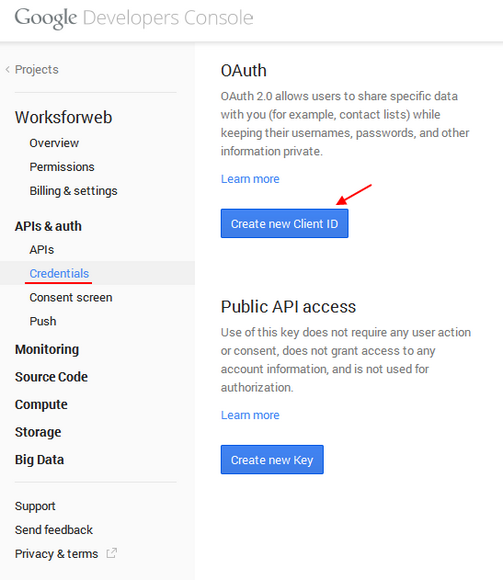 Google Developers Console
Projects
Worksforweb
Overview
Permissions
Billing & settings
APIs & auth
APIs
Credentials
Consent screen
Push
Monitoring
Source Code
Compute
Storage
Big Data
Support
Send feedback
Privacy & terms
OAuth
OAuth 2.0 allows users to share specific data
with you (for example, contact lists) while
keeping their usernames, passwords, and other
information private.
Learn more
Create new Client ID
Public API access
Use of this key does not require any user action
or consent, does not grant access to any
account information, and is not used for
authorization.
Learn more
Create new Key